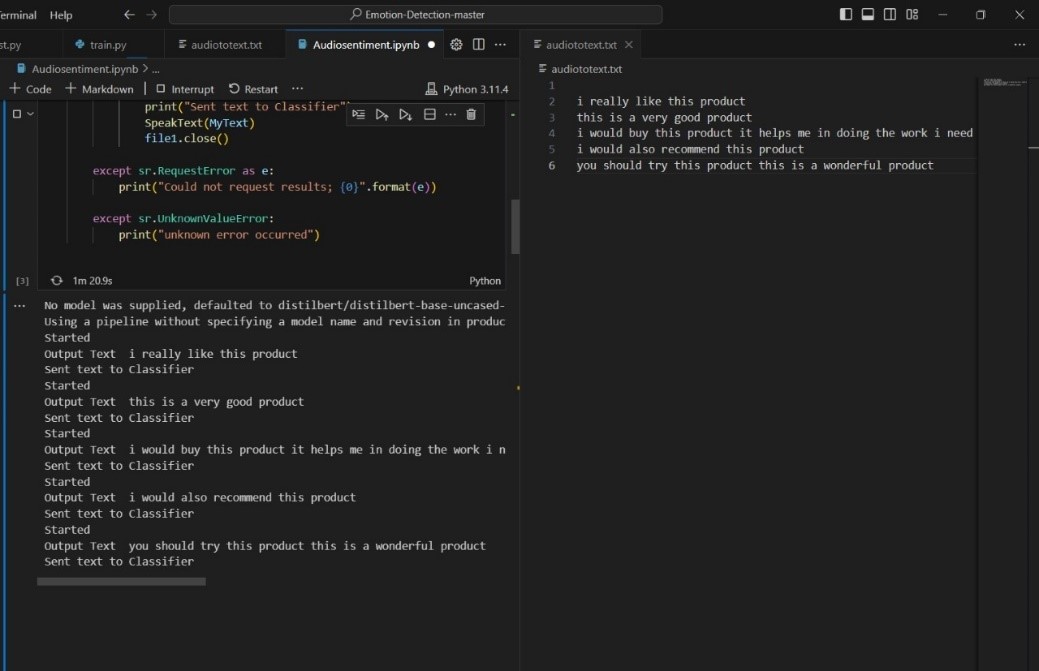 Terminal Help
Emotion-Detection-master
st.py
train.py
audiototext.txt
Audiosentiment.ipynb
Audiosentiment.ipynb > ...
+ Code + Markdown Interrupt Restart ... Python 3.11.4
print("Sent text to Classifier")
SpeakText(MyText)
file1.close()
except sr.RequestError as e:
print("Could not request results; {0}".format(e))
except sr.UnknownValueError:
print("unknown error occurred")
[3] 1m 20.9s Python
No model was supplied, defaulted to distilbert/distilbert-base-uncased-
Using a pipeline without specifying a model name and revision in produc
Started
Output Text i really like this product
Sent text to Classifier
Started
Output Text this is a very good product
Sent text to Classifier
Started
Output Text i would buy this product it helps me in doing the work i n
Sent text to Classifier
Started
Output Text i would also recommend this product
Sent text to Classifier
Started
Output Text you should try this product this is a wonderful product
Sent text to Classifier
audiototext.txt
audiototext.txt
1
2 i really like this product
3 this is a very good product
4 i would buy this product it helps me in doing the work i need
5 i would also recommend this product
6 you should try this product this is a wonderful product